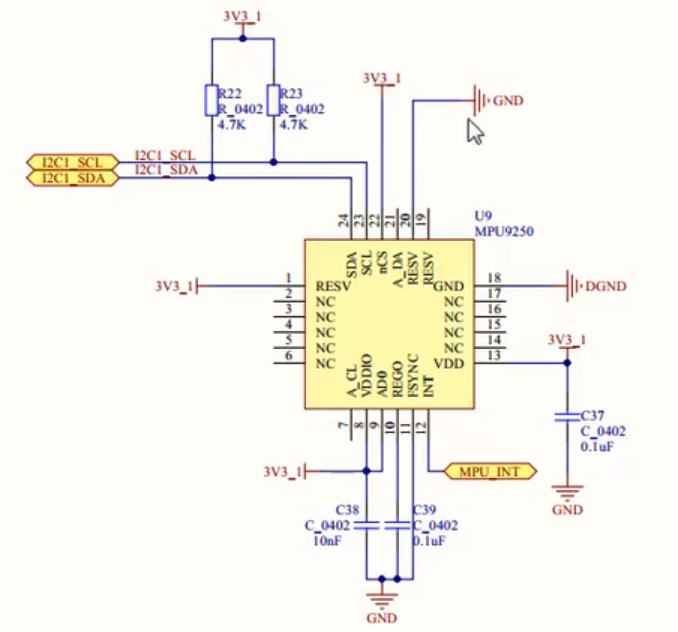 3V3_1
R22
R_0402
4.7K
R23
R_0402
4.7K
3V3_1
GND
I2C1_SCL
I2C1_SCL
I2C1_SDA
I2C1_SDA
24
23
22
21
20
19
U9
MPU9250
SDA
SCL
nCS
A_DA
RESV
RESV
3V3_1
1
RESV
2
NC
3
NC
4
NC
5
NC
6
NC
GND
18
DGND
NC
17
NC
16
NC
15
NC
14
VDD
13
3V3_1
A_CL
VDDIO
AD0
REGO
FSYNC
INT
7
8
9
10
11
12
C37
C_0402
0.1uF
GND
3V3_1
MPU_INT
C38
C_0402
10nF
C39
C_0402
0.1uF
GND